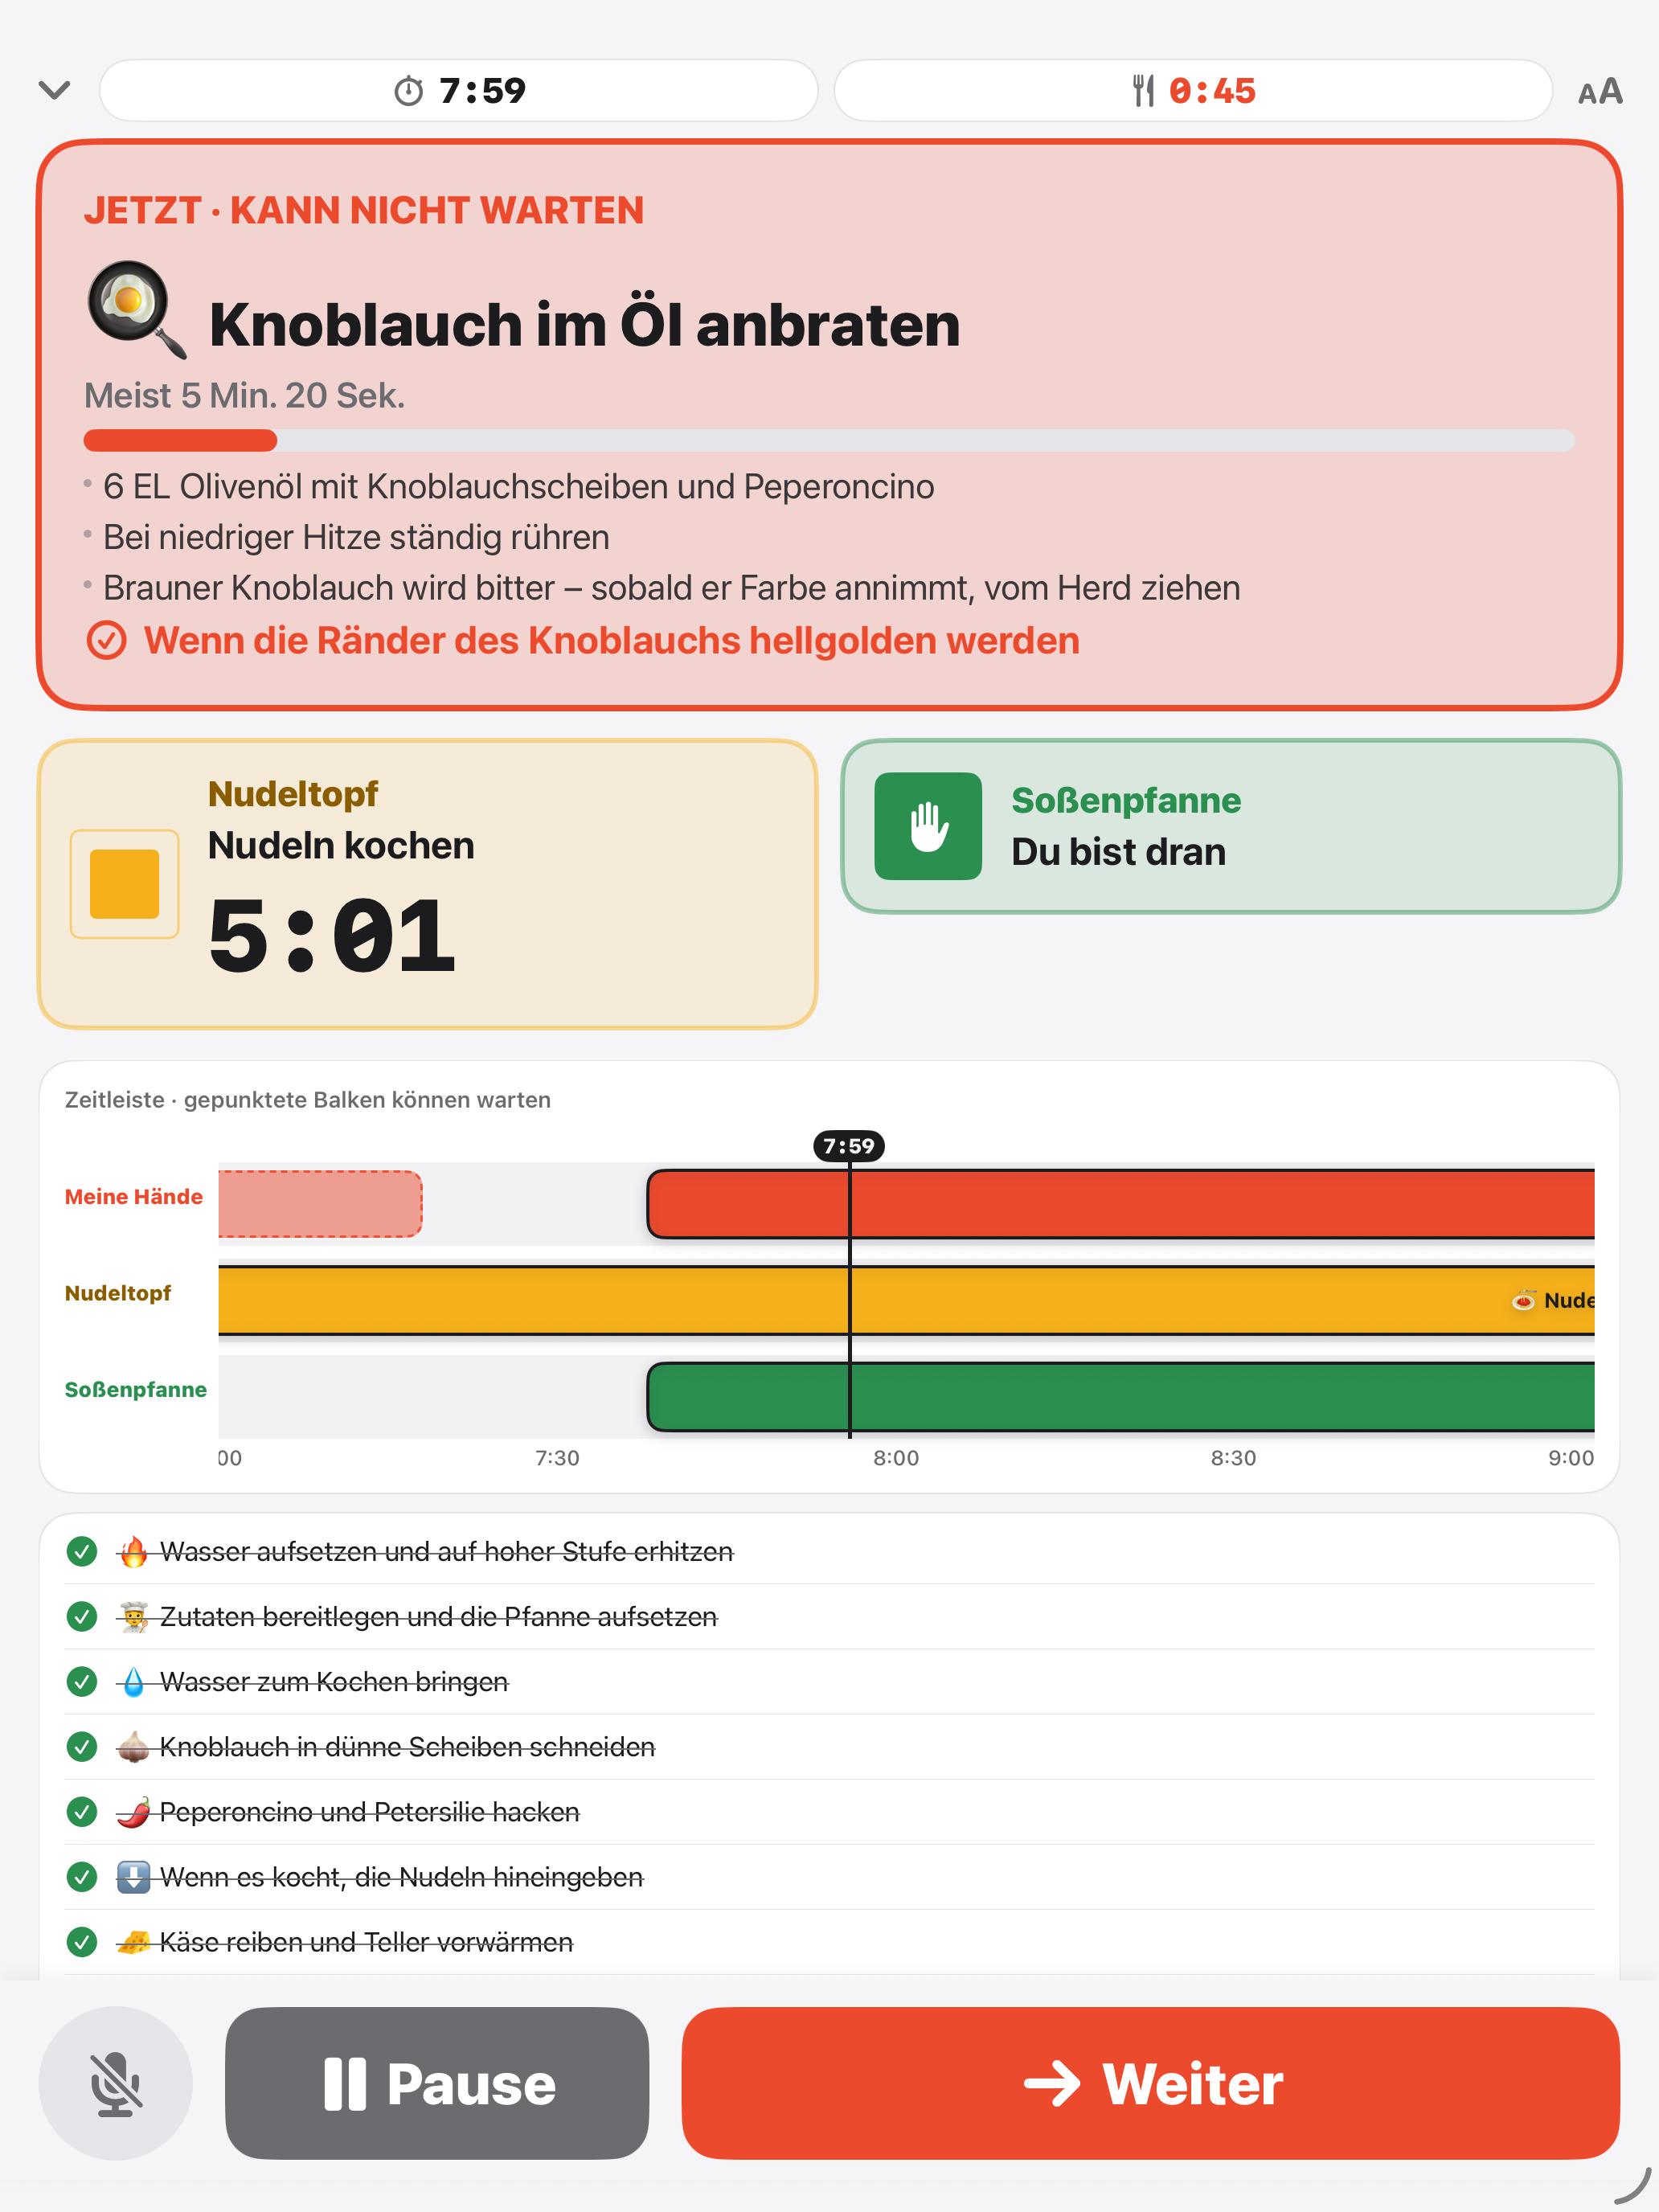 7:59
0:45
AA
JETZT · KANN NICHT WARTEN
Knoblauch im Öl anbraten
Meist 5 Min. 20 Sek.
• 6 EL Olivenöl mit Knoblauchscheiben und Peperoncino
• Bei niedriger Hitze ständig rühren
• Brauner Knoblauch wird bitter – sobald er Farbe annimmt, vom Herd ziehen
Wenn die Ränder des Knoblauchs hellgolden werden
Nudeltopf
Nudeln kochen
5:01
Soßenpfanne
Du bist dran
Zeitleiste · gepunktete Balken können warten
7:59
Meine Hände
Nudeltopf
Nude
Soßenpfanne
00 7:30 8:00 8:30 9:00
Wasser aufsetzen und auf hoher Stufe erhitzen
Zutaten bereitlegen und die Pfanne aufsetzen
Wasser zum Kochen bringen
Knoblauch in dünne Scheiben schneiden
Peperoncino und Petersilie hacken
Wenn es kocht, die Nudeln hineingeben
Käse reiben und Teller vorwärmen
Pause
Weiter